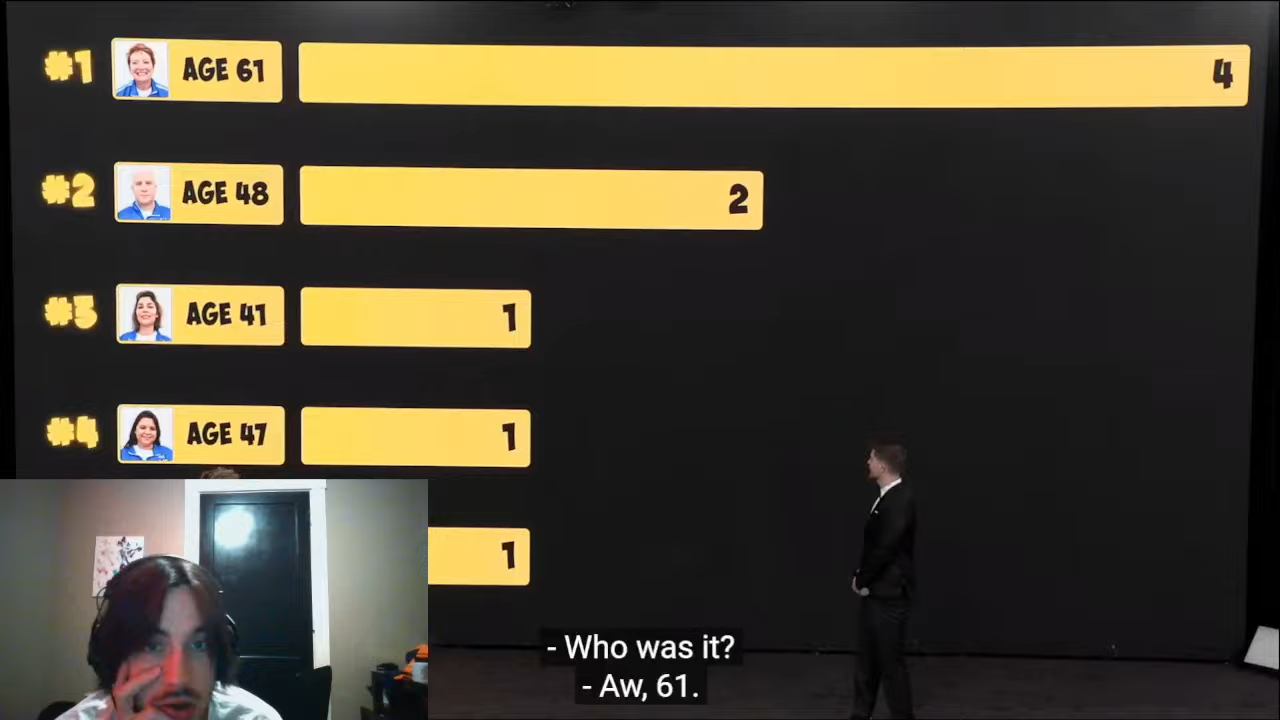 #1 AGE 61 4
#2 AGE 48 2
#3 AGE 41 1
#4 AGE 47 1
1
- Who was it?
- Aw, 61.